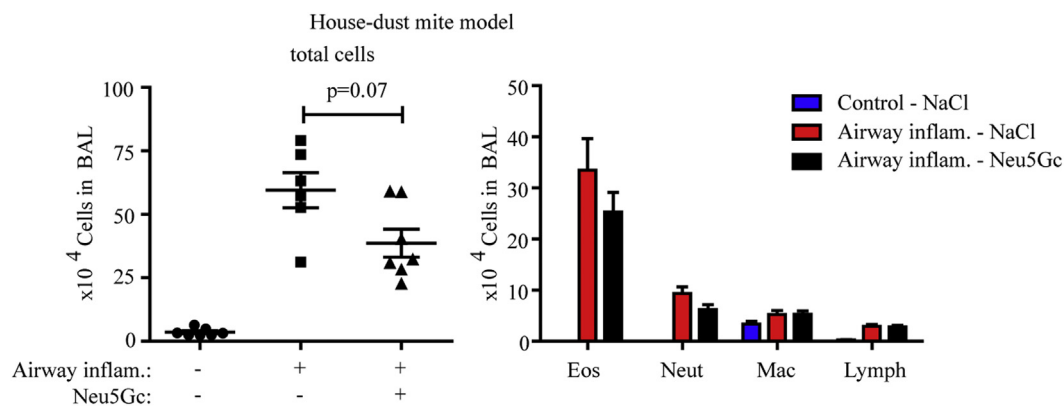 House-dust mite model
total cells
p=0.07
100
75
50
25
0
x10 4 Cells in BAL
Airway inflam.: - + +
Neu5Gc: - - +
50
40
30
20
10
0
x10 4 Cells in BAL
Control - NaCl
Airway inflam. - NaCl
Airway inflam. - Neu5Gc
Eos Neut Mac Lymph